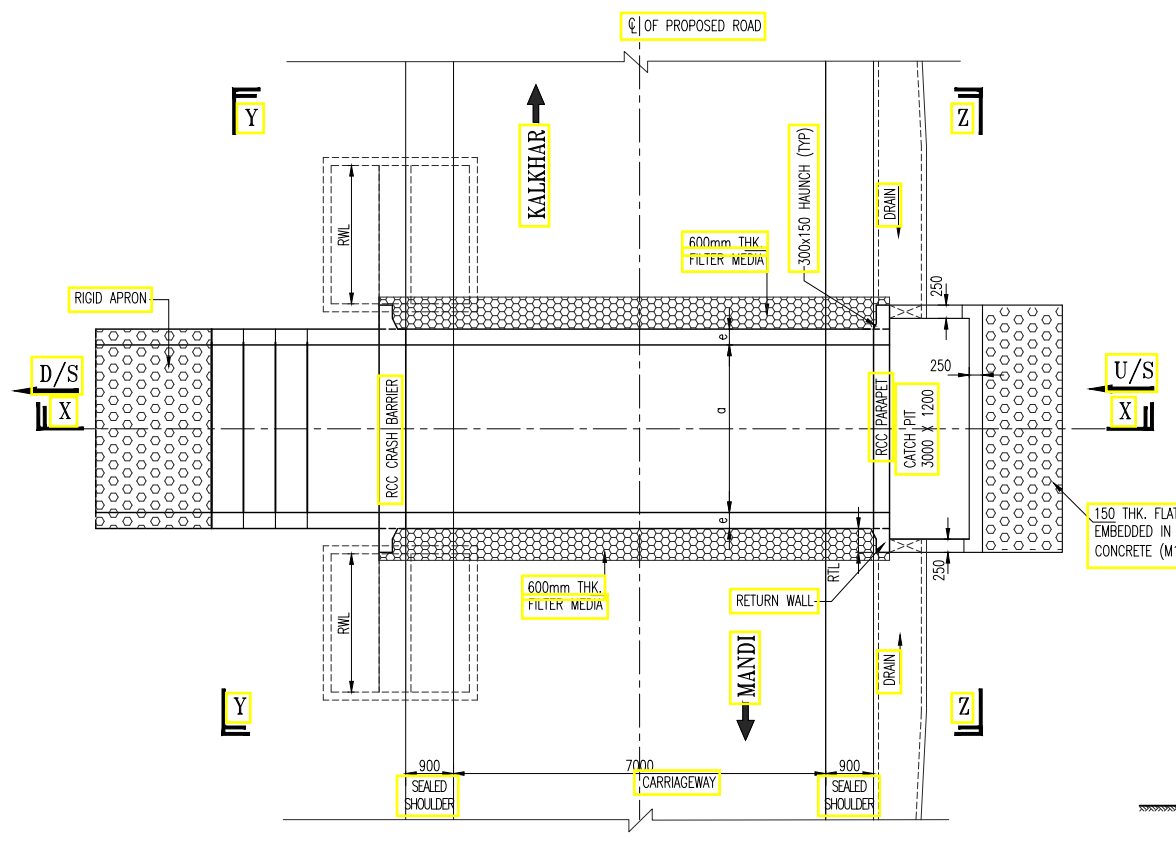 ℄ OF PROPOSED ROAD
Y
Z
KALKHAR
300x150 HAUNCH (TYP)
DRAIN
RWL
600mm THK.
FILTER MEDIA
RIGID APRON
250
e
D/S
X
RCC CRASH BARRIER
a
RCC PARAPET
CATCH PIT
3000 X 1200
250
U/S
X
e
150 THK. FLAT
EMBEDDED IN
CONCRETE (M1
RTL
250
600mm THK.
FILTER MEDIA
RETURN WALL
RWL
MANDI
DRAIN
Y
Z
900
7000
900
SEALED
SHOULDER
CARRIAGEWAY
SEALED
SHOULDER